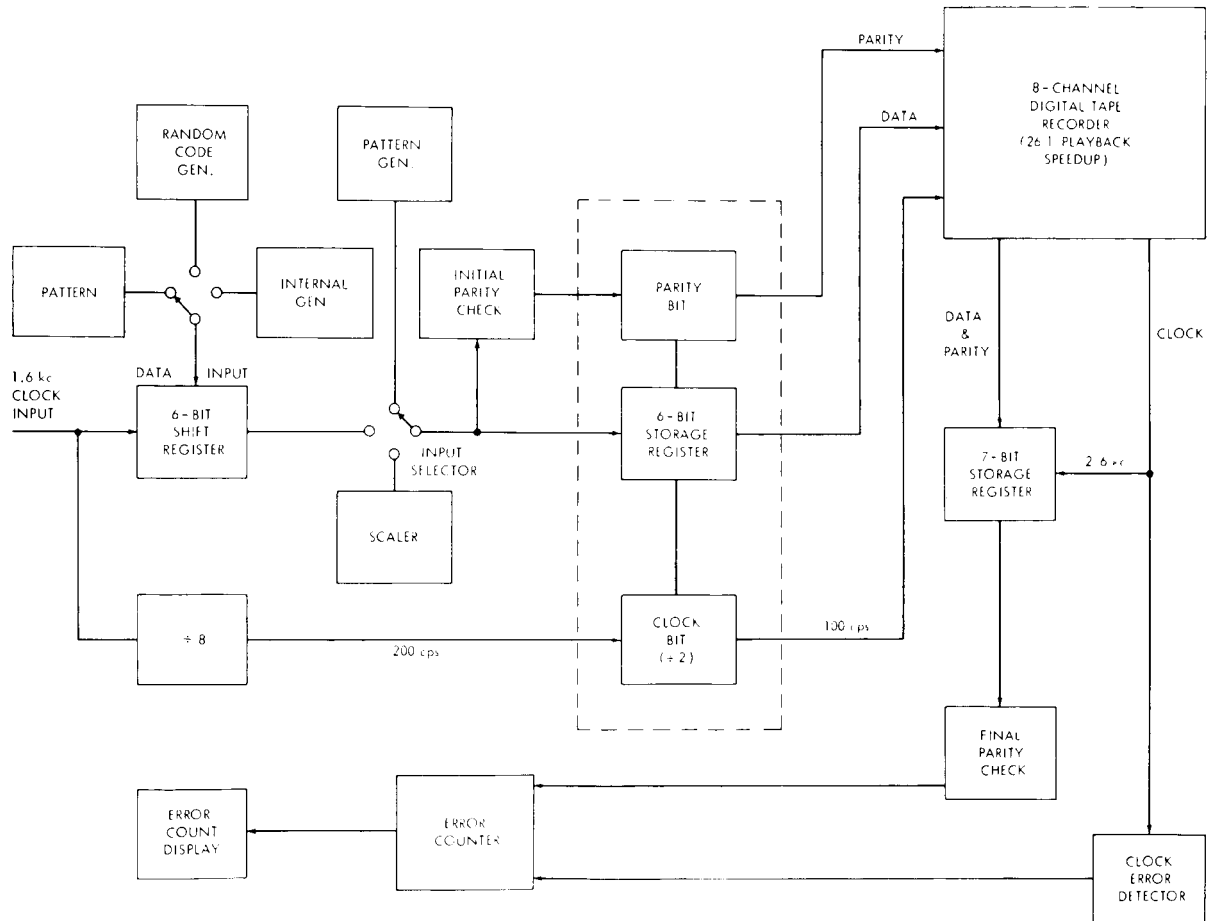 PARITY
8-CHANNEL
DIGITAL TAPE
RECORDER
(26 1 PLAYBACK
SPEEDUP)
DATA
RANDOM
CODE
GEN.
PATTERN
GEN.
PATTERN
INTERNAL
GEN
INITIAL
PARITY
CHECK
PARITY
BIT
DATA
&
PARITY
CLOCK
1.6 kc
CLOCK
INPUT
DATA INPUT
6-BIT
SHIFT
REGISTER
INPUT
SELECTOR
6-BIT
STORAGE
REGISTER
7-BIT
STORAGE
REGISTER
2 6 kc
SCALER
÷ 8
200 cps
CLOCK
BIT
(÷2)
100 cps
FINAL
PARITY
CHECK
ERROR
COUNT
DISPLAY
ERROR
COUNTER
CLOCK
ERROR
DETECTOR